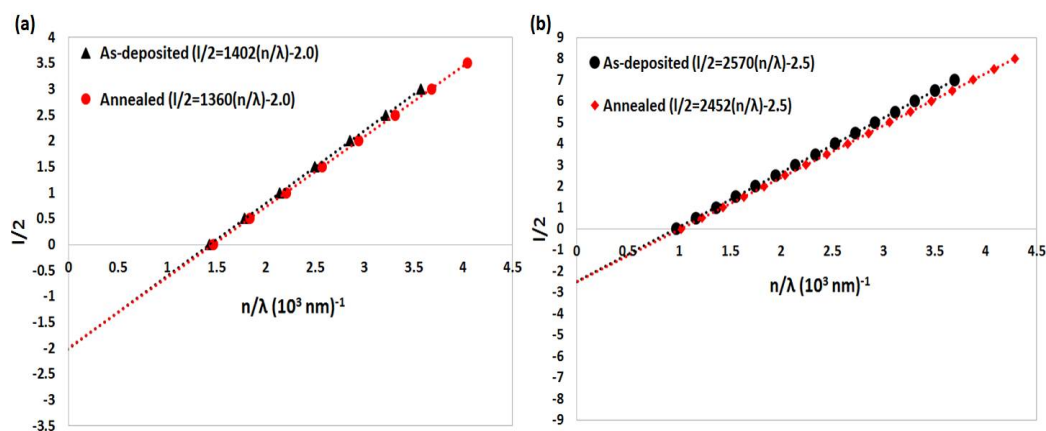 (a)
4
3.5
3
2.5
2
1.5
1
0.5
0
-0.5
-1
-1.5
-2
-2.5
-3
-3.5
l/2
▲ As-deposited (l/2=1402(n/λ)-2.0)
● Annealed (l/2=1360(n/λ)-2.0)
0 0.5 1 1.5 2 2.5 3 3.5 4 4.5
n/λ (10³ nm)⁻¹
(b)
9
8
7
6
5
4
3
2
1
0
-1
-2
-3
-4
-5
-6
-7
-8
-9
l/2
● As-deposited (l/2=2570(n/λ)-2.5)
♦ Annealed (l/2=2452(n/λ)-2.5)
0 0.5 1 1.5 2 2.5 3 3.5 4 4.5
n/λ (10³ nm)⁻¹